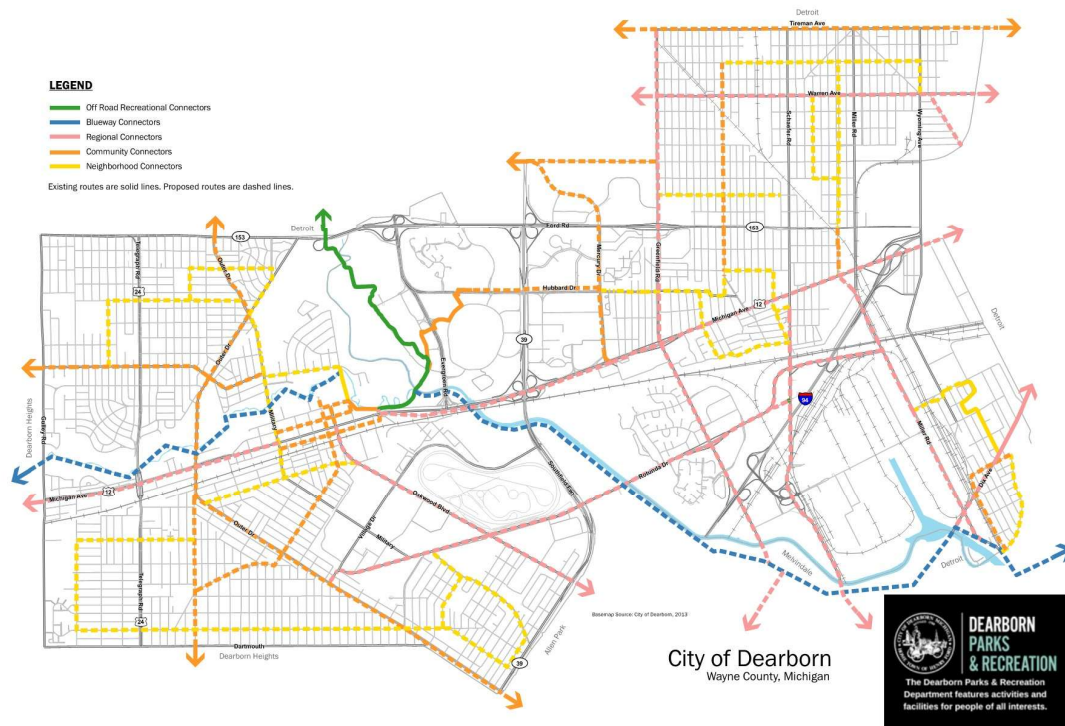 Detroit
Tireman Ave
LEGEND
Off Road Recreational Connectors
Blueway Connectors
Regional Connectors
Community Connectors
Neighborhood Connectors
Existing routes are solid lines. Proposed routes are dashed lines.
Warren Ave
Schaefer Rd
Miller Rd
Wyoming Ave
Detroit
153
Ford Rd
153
Telegraph Rd
24
Outer Dr
Mercury Dr
Greenfield Rd
Hubbard Dr
12
Michigan Ave
Detroit
39
Outer Dr
Evergreen Rd
94
Dearborn Heights
Gulley Rd
Military
Miller Rd
Michigan Ave
12
Rotunda Dr
Southfield Fwy
Dix Ave
Oakwood Blvd
Village Dr
Military
Outer Dr
Melvindale
Detroit
Telegraph Rd
24
Basemap Source: City of Dearborn, 2013
Allen Park
Dartmouth
Dearborn Heights
39
City of Dearborn
Wayne County, Michigan
DEARBORN
PARKS
& RECREATION
The Dearborn Parks & Recreation
Department features activities and
facilities for people of all interests.